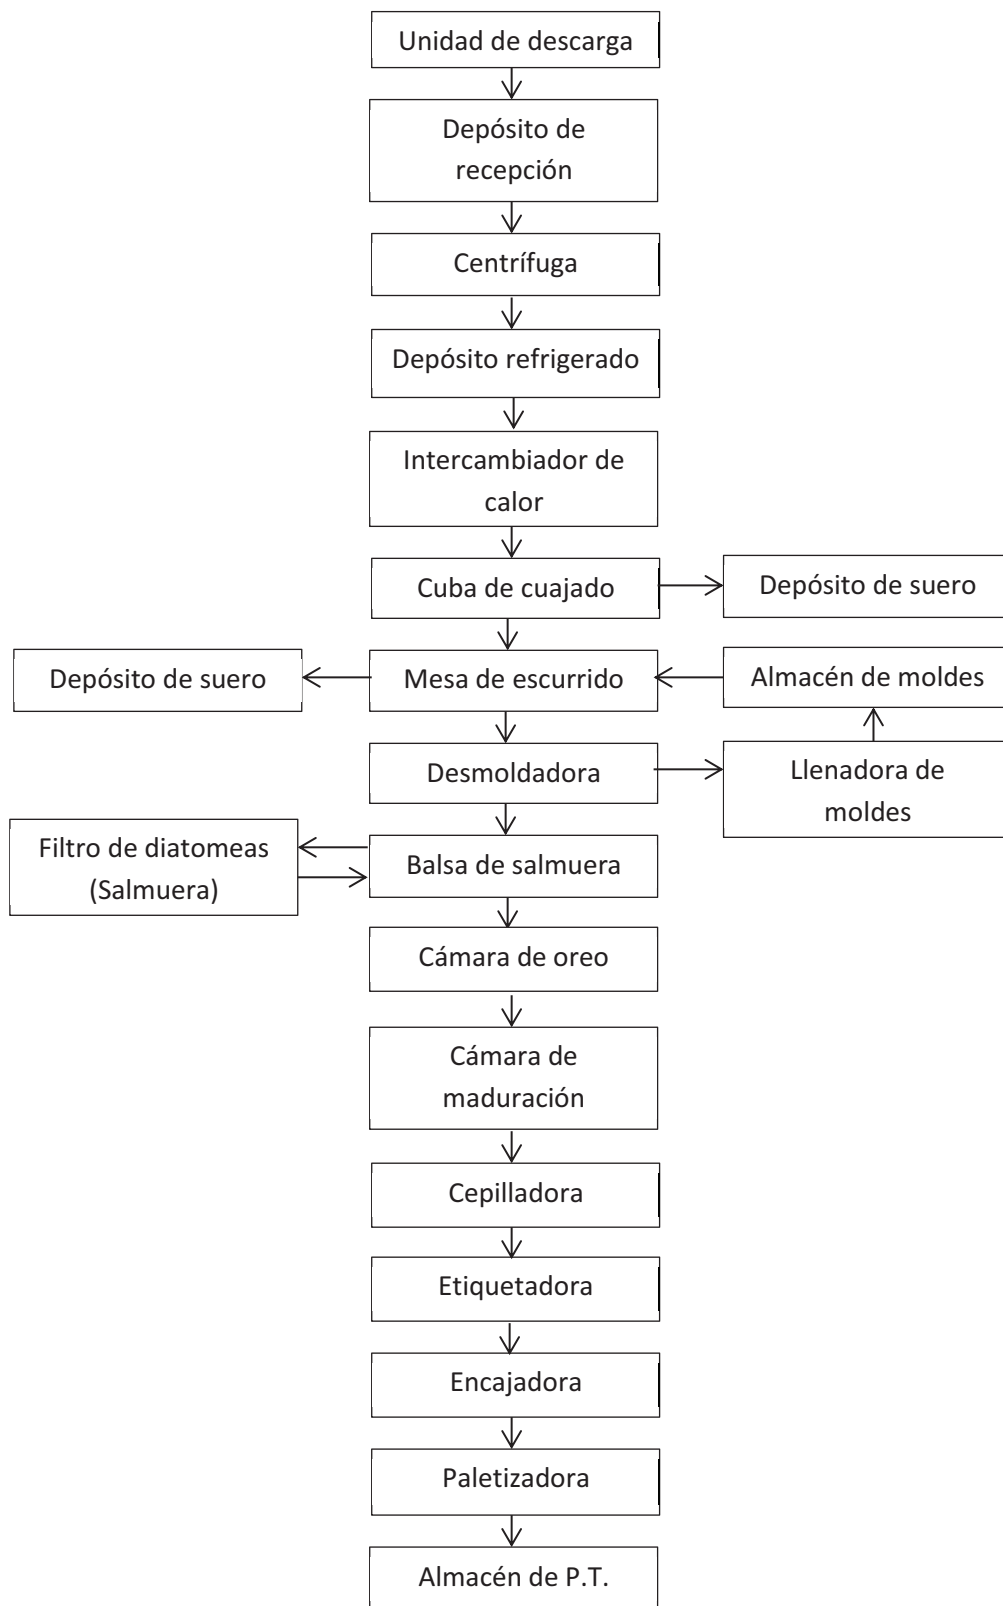 Unidad de descarga
Depósito de
recepción
Centrífuga
Depósito refrigerado
Intercambiador de
calor
Cuba de cuajado
Depósito de suero
Depósito de suero
Mesa de escurrido
Almacén de moldes
Desmoldadora
Llenadora de
moldes
Filtro de diatomeas
(Salmuera)
Balsa de salmuera
Cámara de oreo
Cámara de
maduración
Cepilladora
Etiquetadora
Encajadora
Paletizadora
Almacén de P.T.